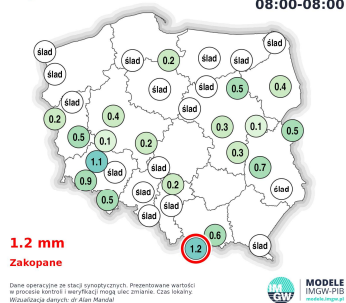 08:00-08:00
ślad
ślad
ślad
ślad
ślad
0.2
0.5
0.4
ślad
ślad
ślad
ślad
0.2
0.4
0.3
0.1
0.5
0.5
0.1
0.2
0.3
1.1
ślad
ślad
0.7
0.9
0.2
ślad
ślad
0.5
ślad
ślad
0.6
1.2
ślad
1.2 mm
Zakopane
Dane operacyjne ze stacji synoptycznych. Prezentowane wartości
w procesie kontroli i weryfikacji mogą ulec zmianie. Czas lokalny.
Wizualizacja danych: dr Alan Mandal
IMGW
MODELE
IMGW-PIB